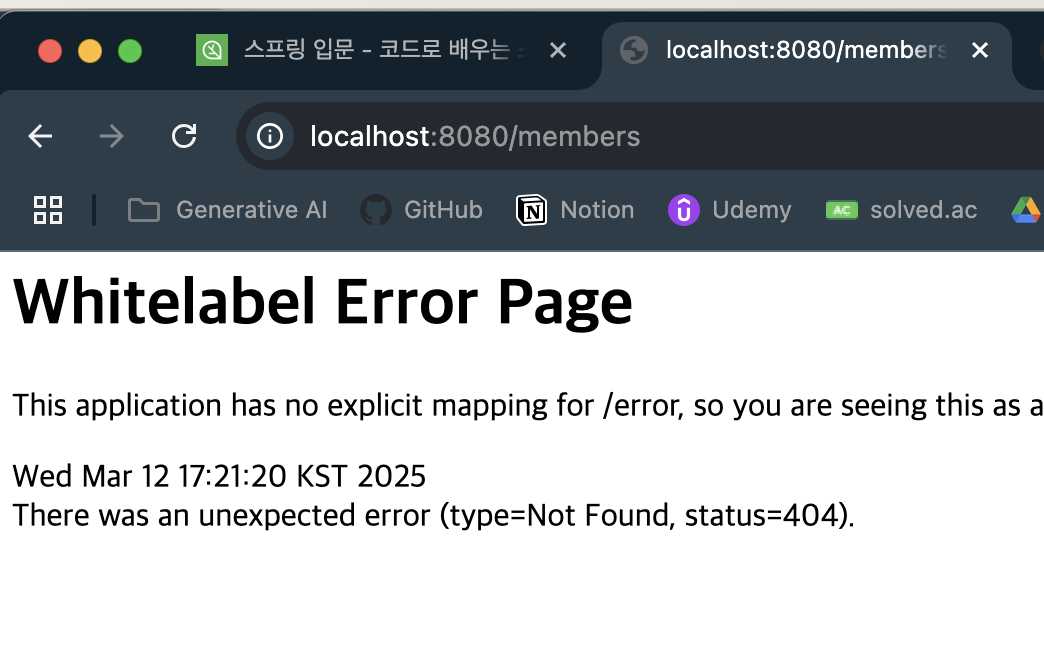 스프링 입문 - 코드로 배우는
localhost:8080/members
localhost:8080/members
Generative AI
GitHub
Notion
Udemy
AC
solved.ac
Whitelabel Error Page
This application has no explicit mapping for /error, so you are seeing this as a
Wed Mar 12 17:21:20 KST 2025
There was an unexpected error (type=Not Found, status=404).